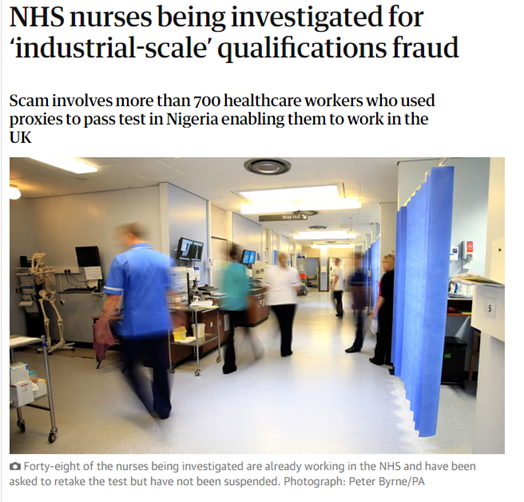 NHS nurses being investigated for
‘industrial-scale’ qualifications fraud
Scam involves more than 700 healthcare workers who used
proxies to pass test in Nigeria enabling them to work in the
UK
Way out
Forty-eight of the nurses being investigated are already working in the NHS and have been
asked to retake the test but have not been suspended. Photograph: Peter Byrne/PA